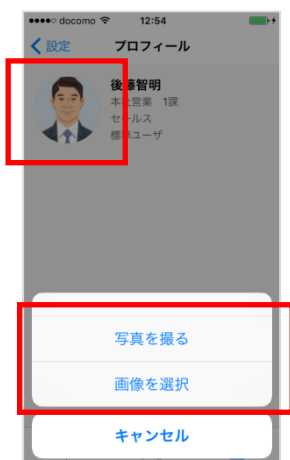 docomo 12:54
設定 プロフィール
後藤智明
本社営業 1課
セールス
標準ユーザ
写真を撮る
画像を選択
キャンセル